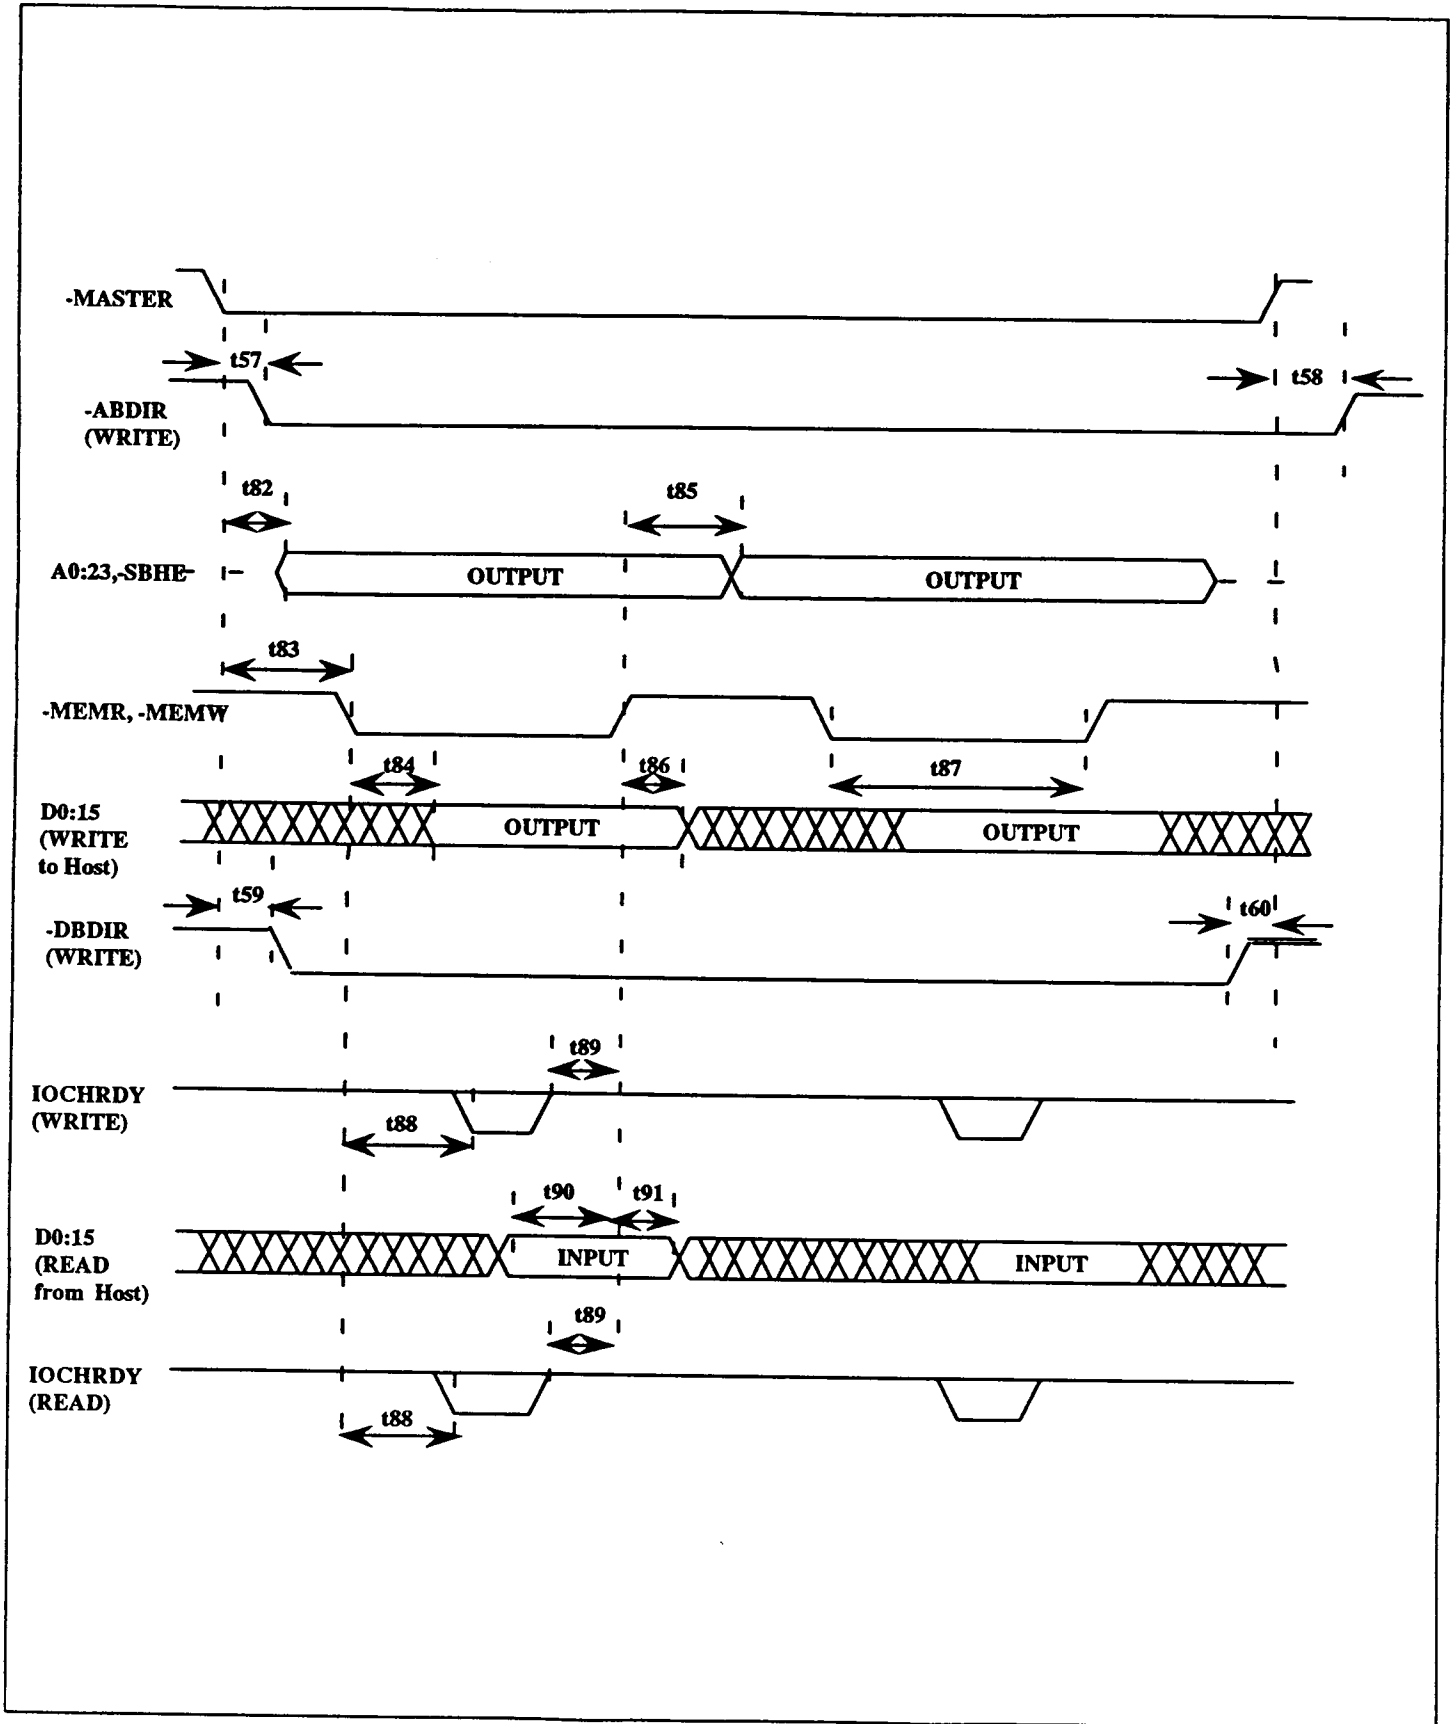 -MASTER
t57
t58
-ABDIR
(WRITE)
t82
t85
A0:23,-SBHE
OUTPUT
OUTPUT
t83
-MEMR, -MEMW
t84
t86
t87
D0:15
(WRITE
to Host)
OUTPUT
OUTPUT
t59
t60
-DBDIR
(WRITE)
t89
IOCHRDY
(WRITE)
t88
t90
t91
D0:15
(READ
from Host)
INPUT
INPUT
t89
IOCHRDY
(READ)
t88